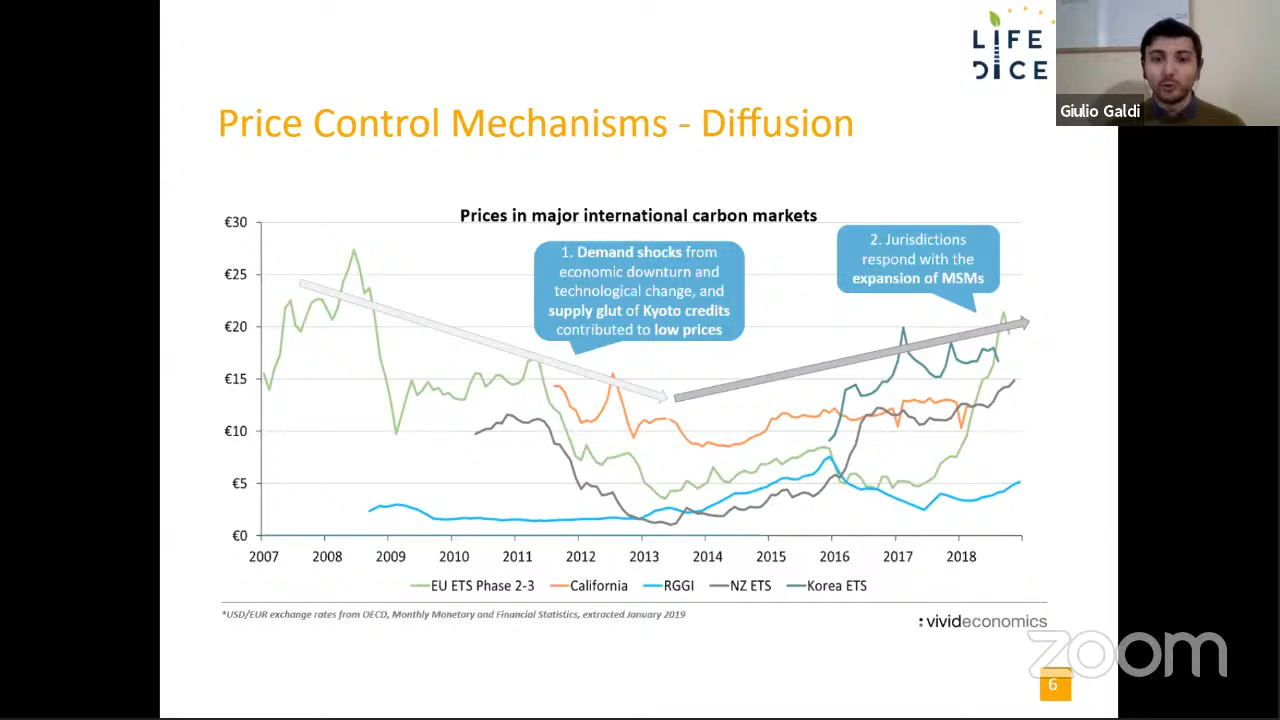 LIFE
DICE
Giulio Galdi
Price Control Mechanisms - Diffusion
Prices in major international carbon markets
€30
€25
€20
€15
€10
€5
€0
1. Demand shocks from
economic downturn and
technological change, and
supply glut of Kyoto credits
contributed to low prices
2. Jurisdictions
respond with the
expansion of MSMs
2007 2008 2009 2010 2011 2012 2013 2014 2015 2016 2017 2018
EU ETS Phase 2-3 California RGGI NZ ETS Korea ETS
*USD/EUR exchange rates from OECD, Monthly Monetary and Financial Statistics, extracted January 2019
:vivideconomics
zoom
6